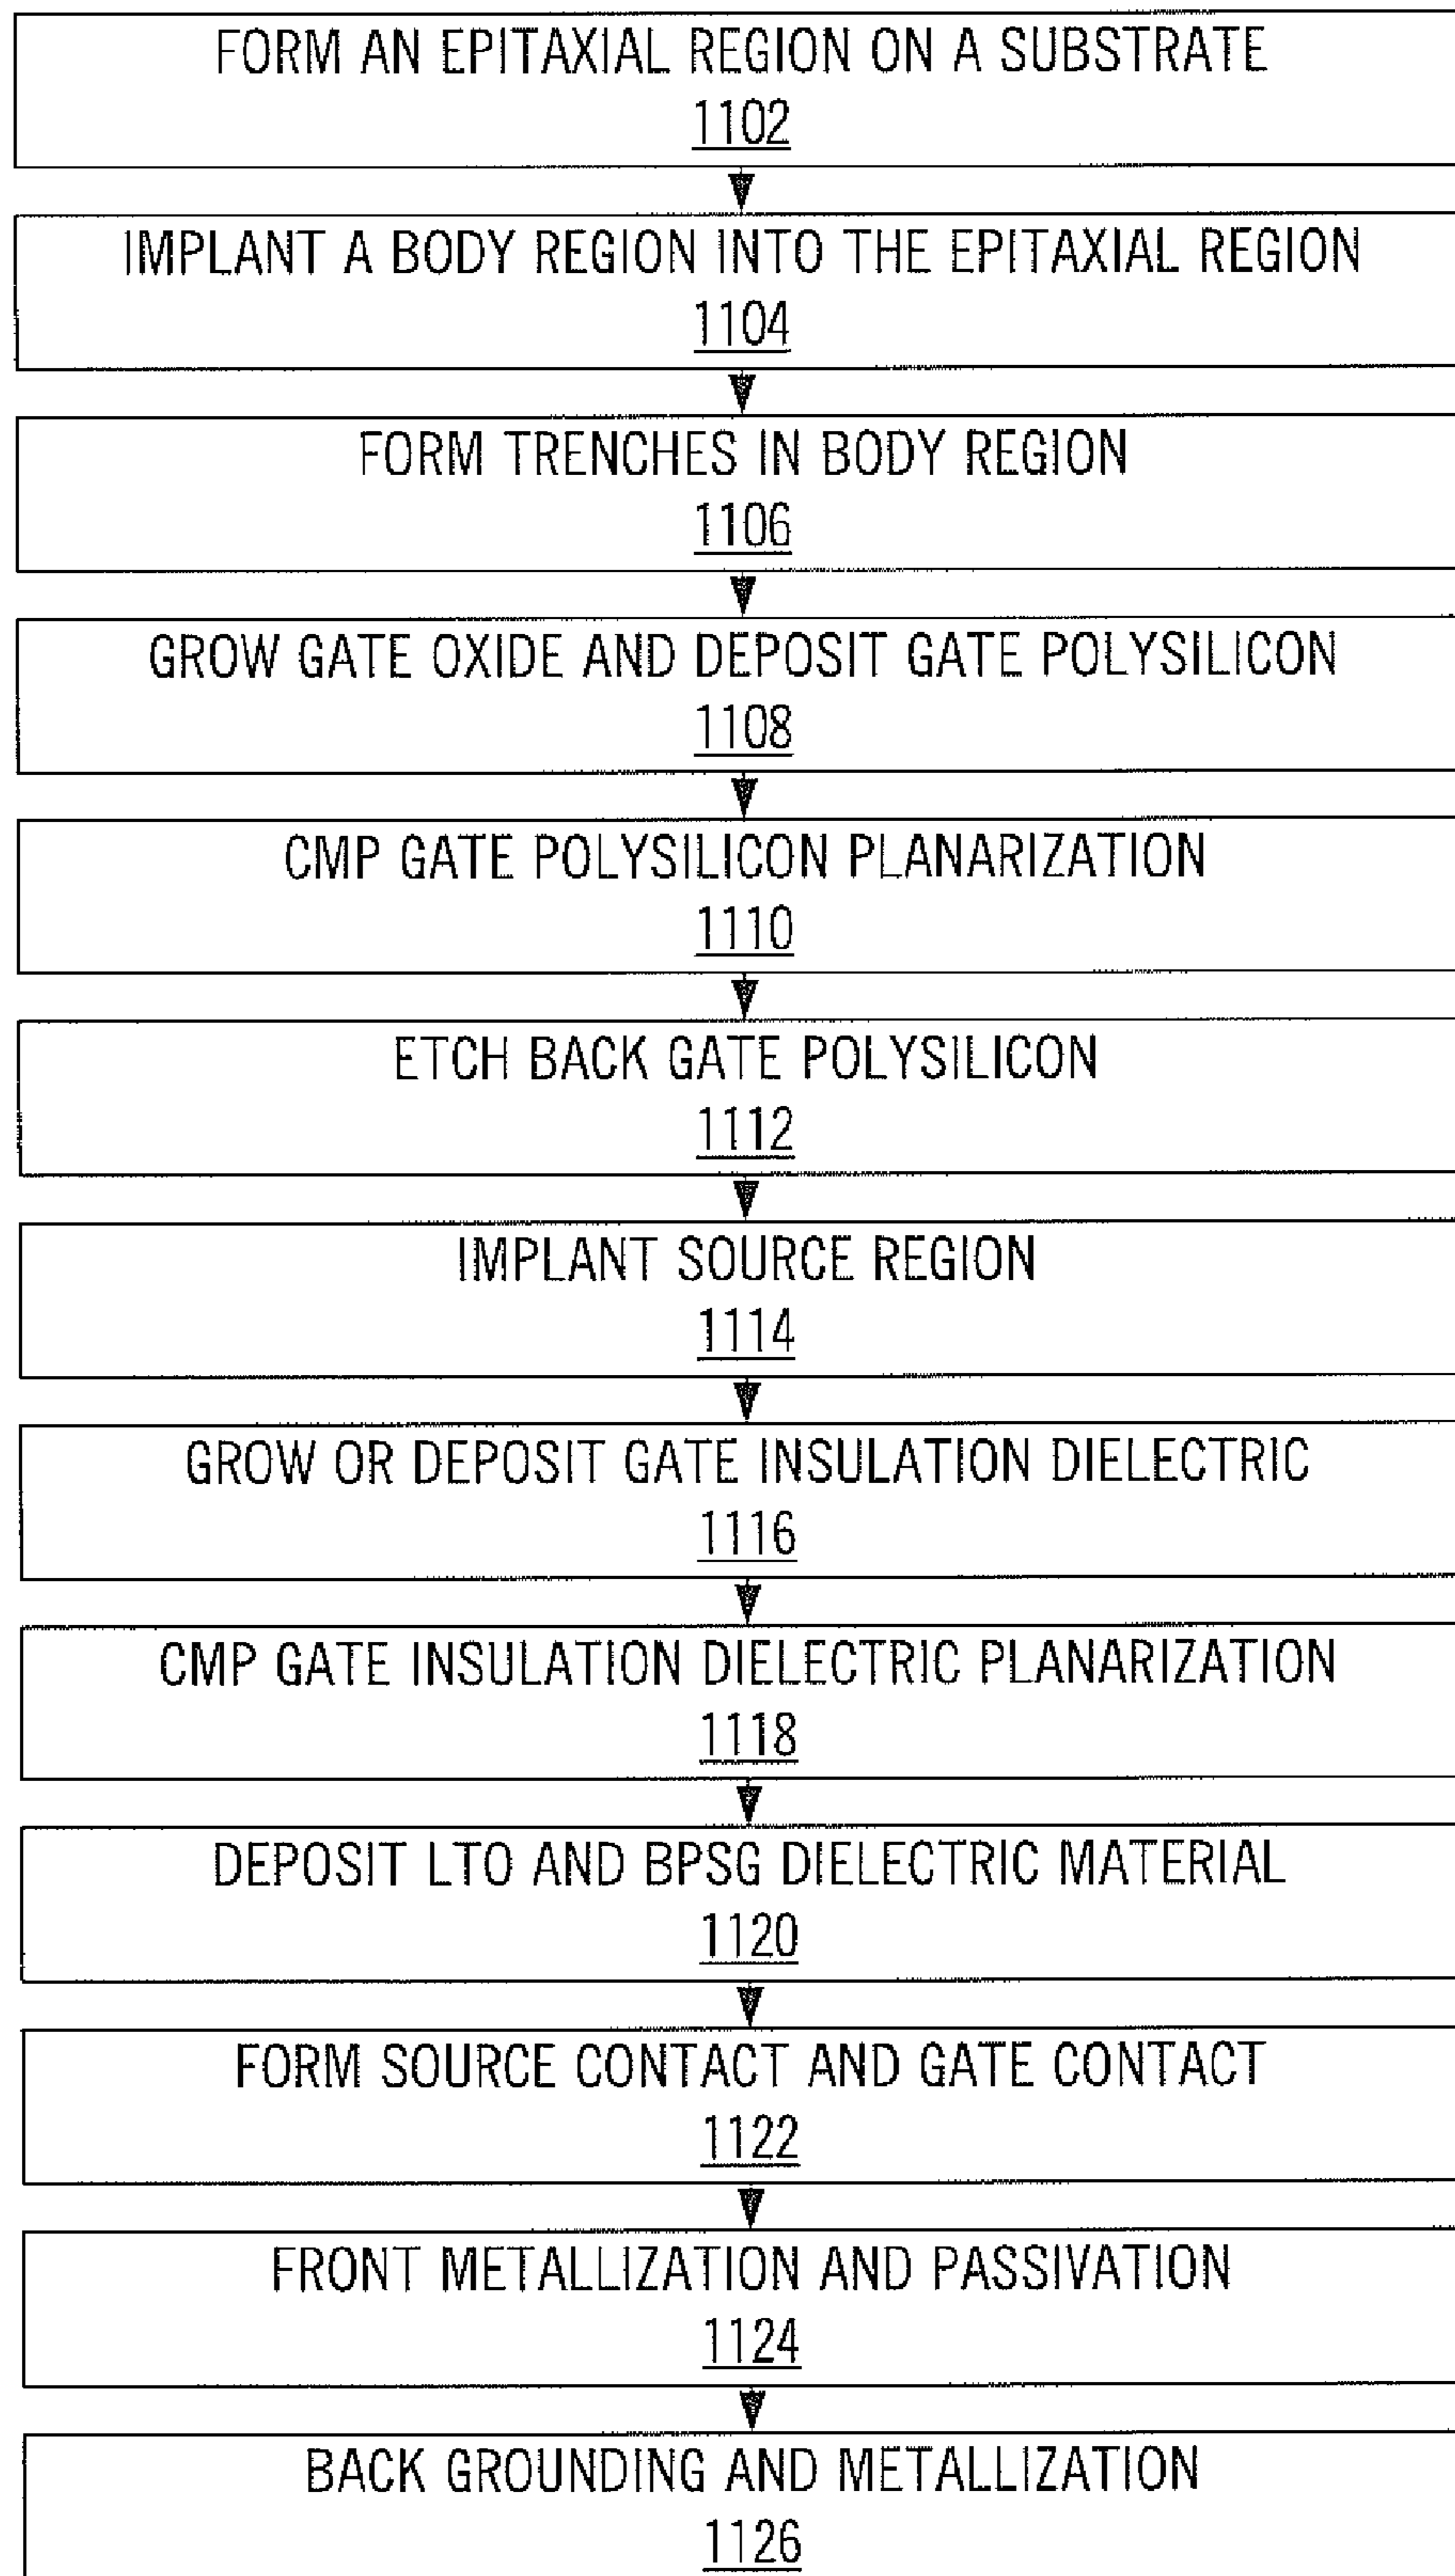 FORM AN EPITAXIAL REGION ON A SUBSTRATE
1102
IMPLANT A BODY REGION INTO THE EPITAXIAL REGION
1104
FORM TRENCHES IN BODY REGION
1106
GROW GATE OXIDE AND DEPOSIT GATE POLYSILICON
1108
CMP GATE POLYSILICON PLANARIZATION
1110
ETCH BACK GATE POLYSILICON
1112
IMPLANT SOURCE REGION
1114
GROW OR DEPOSIT GATE INSULATION DIELECTRIC
1116
CMP GATE INSULATION DIELECTRIC PLANARIZATION
1118
DEPOSIT LTO AND BPSG DIELECTRIC MATERIAL
1120
FORM SOURCE CONTACT AND GATE CONTACT
1122
FRONT METALLIZATION AND PASSIVATION
1124
BACK GROUNDING AND METALLIZATION
1126